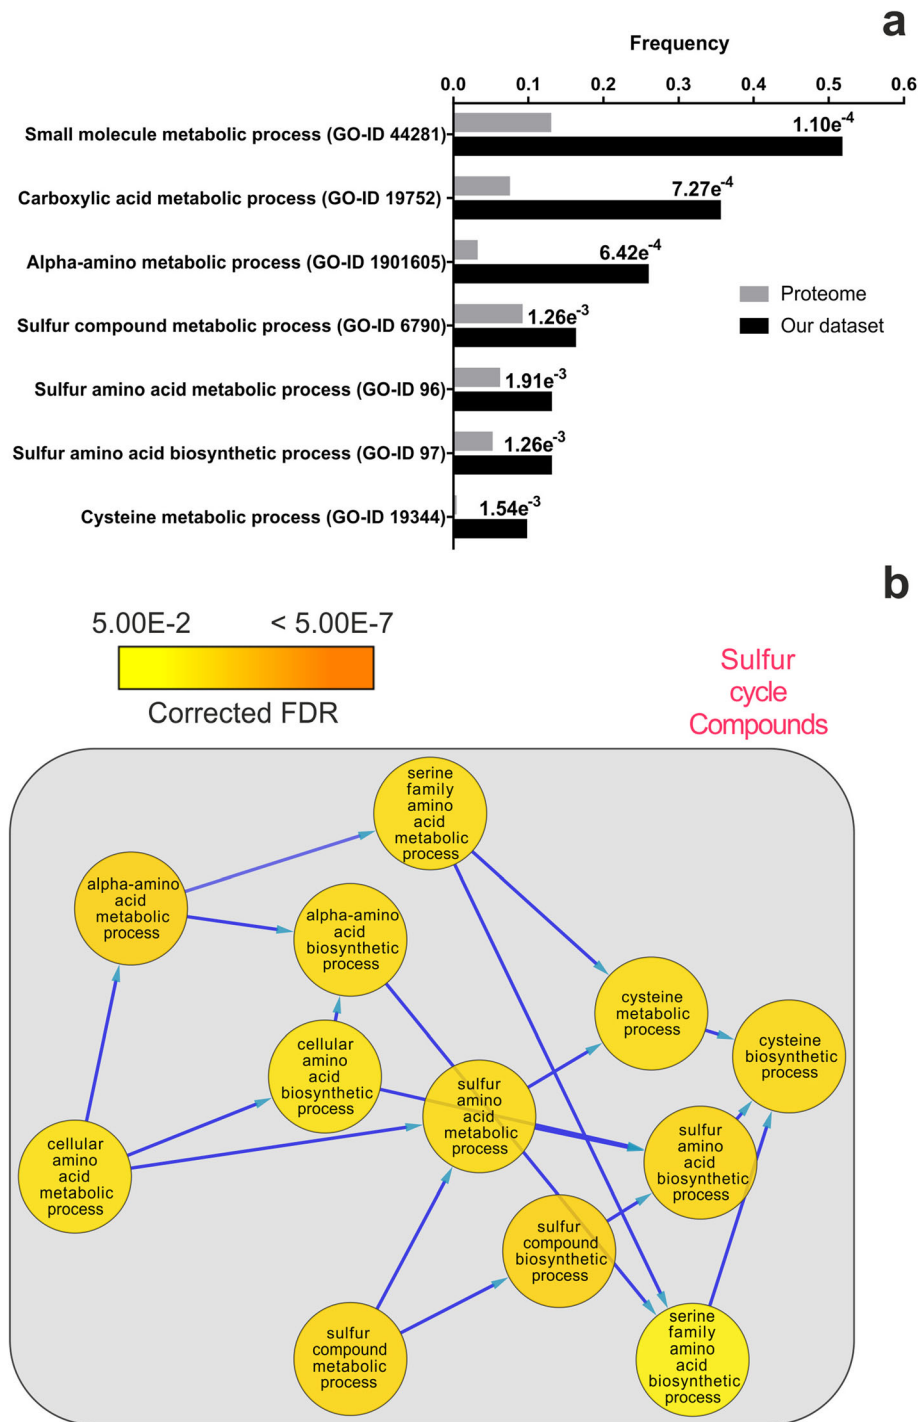 a
Frequency
0.0 0.1 0.2 0.3 0.4 0.5 0.6
Small molecule metabolic process (GO-ID 44281)
1.10e-4
Carboxylic acid metabolic process (GO-ID 19752)
7.27e-4
Alpha-amino metabolic process (GO-ID 1901605)
6.42e-4
Sulfur compound metabolic process (GO-ID 6790)
1.26e-3
Sulfur amino acid metabolic process (GO-ID 96)
1.91e-3
Sulfur amino acid biosynthetic process (GO-ID 97)
1.26e-3
Cysteine metabolic process (GO-ID 19344)
1.54e-3
Proteome
Our dataset
b
5.00E-2 < 5.00E-7
Corrected FDR
Sulfur
cycle
Compounds
serine
family
amino
acid
metabolic
process
alpha-amino
acid
metabolic
process
alpha-amino
acid
biosynthetic
process
cysteine
metabolic
process
cysteine
biosynthetic
process
cellular
amino
acid
biosynthetic
process
sulfur
amino
acid
metabolic
process
sulfur
amino
acid
biosynthetic
process
cellular
amino
acid
metabolic
process
sulfur
compound
biosynthetic
process
sulfur
compound
metabolic
process
serine
family
amino
acid
biosynthetic
process